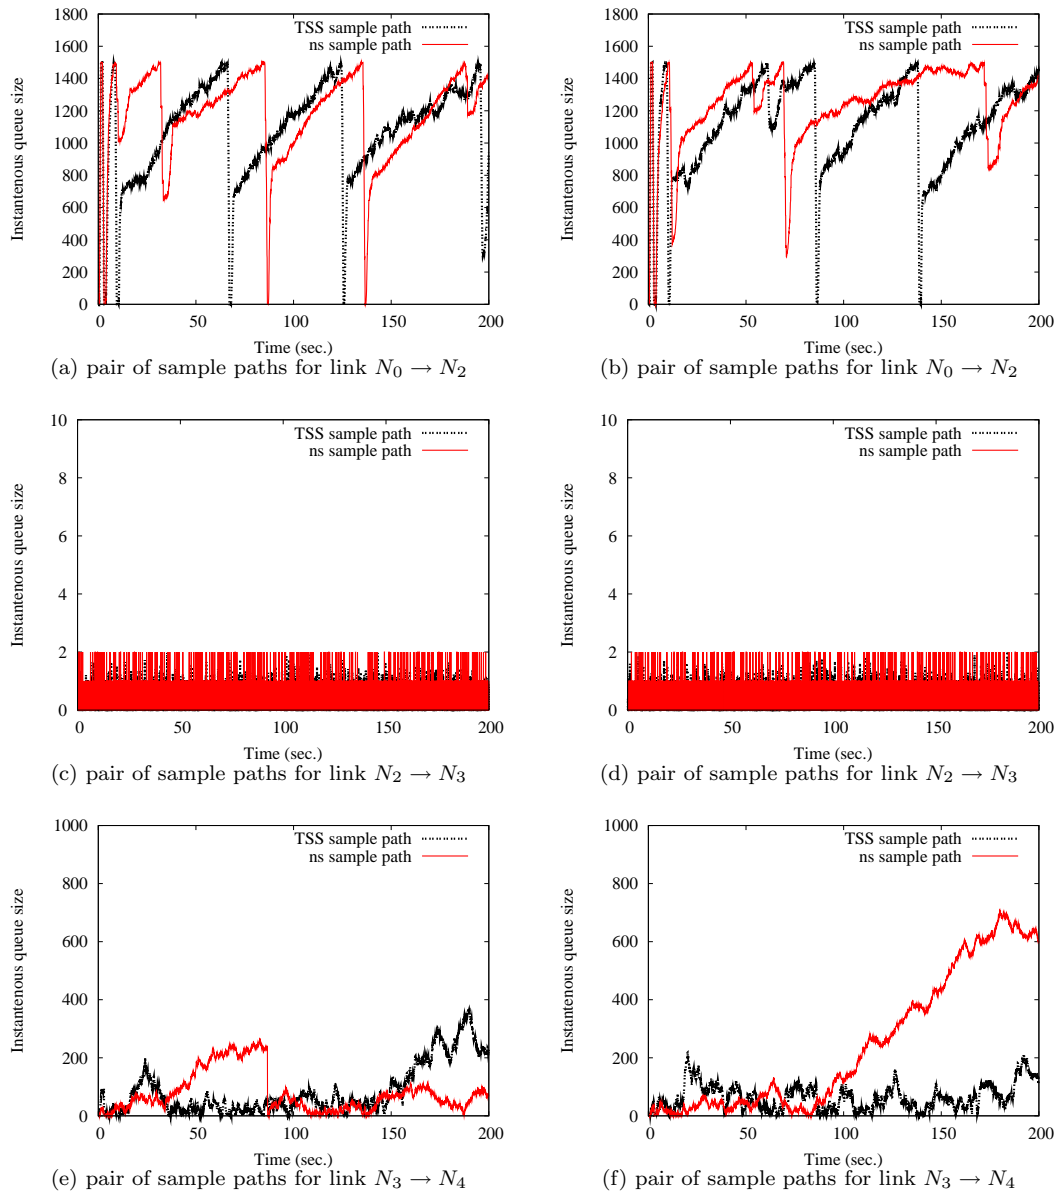 1800
1600
1400
1200
1000
800
600
400
200
0
Instantenous queue size
TSS sample path
ns sample path
0
50
100
150
200
Time (sec.)
(a) pair of sample paths for link N0 → N2
1800
1600
1400
1200
1000
800
600
400
200
0
Instantenous queue size
TSS sample path
ns sample path
0
50
100
150
200
Time (sec.)
(b) pair of sample paths for link N0 → N2
10
8
6
4
2
0
Instantenous queue size
TSS sample path
ns sample path
0
50
100
150
200
Time (sec.)
(c) pair of sample paths for link N2 → N3
10
8
6
4
2
0
Instantenous queue size
TSS sample path
ns sample path
0
50
100
150
200
Time (sec.)
(d) pair of sample paths for link N2 → N3
1000
800
600
400
200
0
Instantenous queue size
TSS sample path
ns sample path
0
50
100
150
200
Time (sec.)
(e) pair of sample paths for link N3 → N4
1000
800
600
400
200
0
Instantenous queue size
TSS sample path
ns sample path
0
50
100
150
200
Time (sec.)
(f) pair of sample paths for link N3 → N4